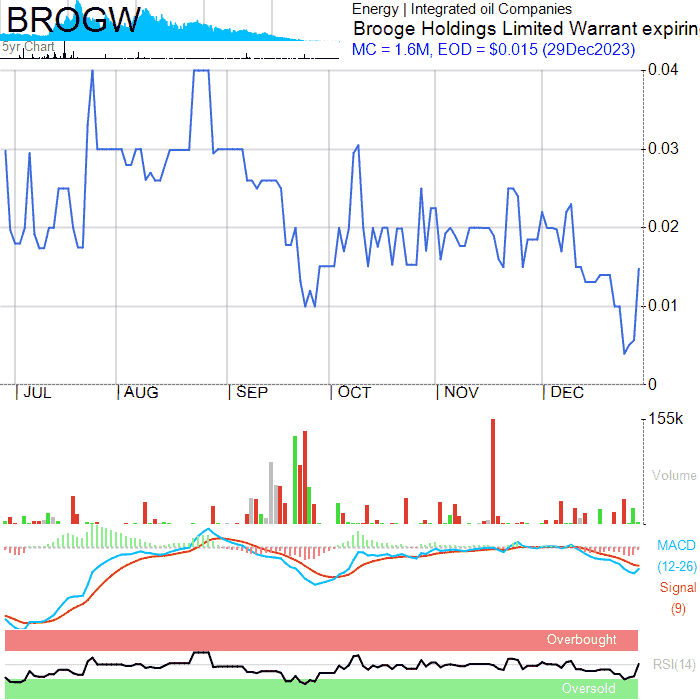 BROGW
5yr Chart
Energy | Integrated oil Companies
Brooge Holdings Limited Warrant expirin
MC = 1.6M, EOD = $0.015 (29Dec2023)
0.04
0.03
0.02
0.01
0
JUL AUG SEP OCT NOV DEC
155k
Volume
MACD
(12-26)
Signal
(9)
Overbought
RSI(14)
Oversold